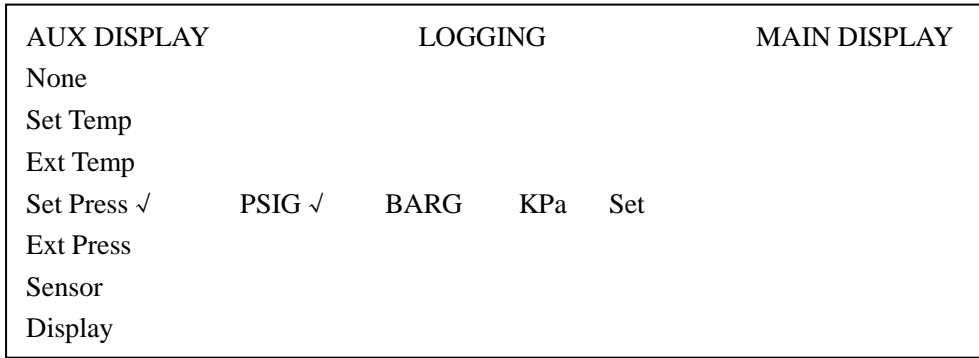 AUX DISPLAY LOGGING MAIN DISPLAY
None
Set Temp
Ext Temp
Set Press √ PSIG √ BARG KPa Set
Ext Press
Sensor
Display